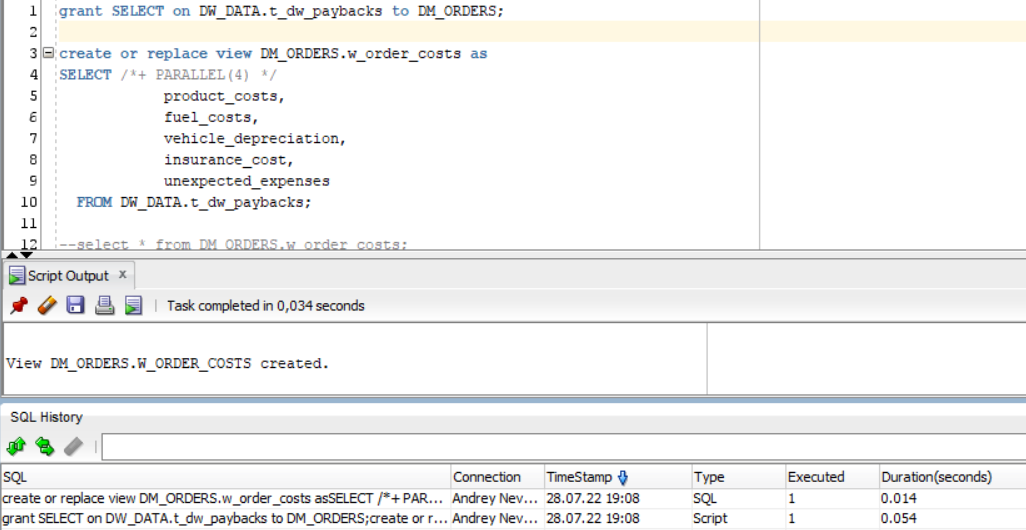 1 grant SELECT on DW_DATA.t_dw_paybacks to DM_ORDERS;
2
3 create or replace view DM_ORDERS.w_order_costs as
4 SELECT /*+ PARALLEL(4) */
5 product_costs,
6 fuel_costs,
7 vehicle_depreciation,
8 insurance_cost,
9 unexpected_expenses
10 FROM DW_DATA.t_dw_paybacks;
11
12 --select * from DM_ORDERS.w_order_costs;
Script Output x
Task completed in 0,034 seconds
View DM_ORDERS.W_ORDER_COSTS created.
SQL History
SQL Connection TimeStamp Type Executed Duration(seconds)
create or replace view DM_ORDERS.w_order_costs asSELECT /*+ PAR... Andrey Nev... 28.07.22 19:08 SQL 1 0.014
grant SELECT on DW_DATA.t_dw_paybacks to DM_ORDERS;create or r... Andrey Nev... 28.07.22 19:08 Script 1 0.054